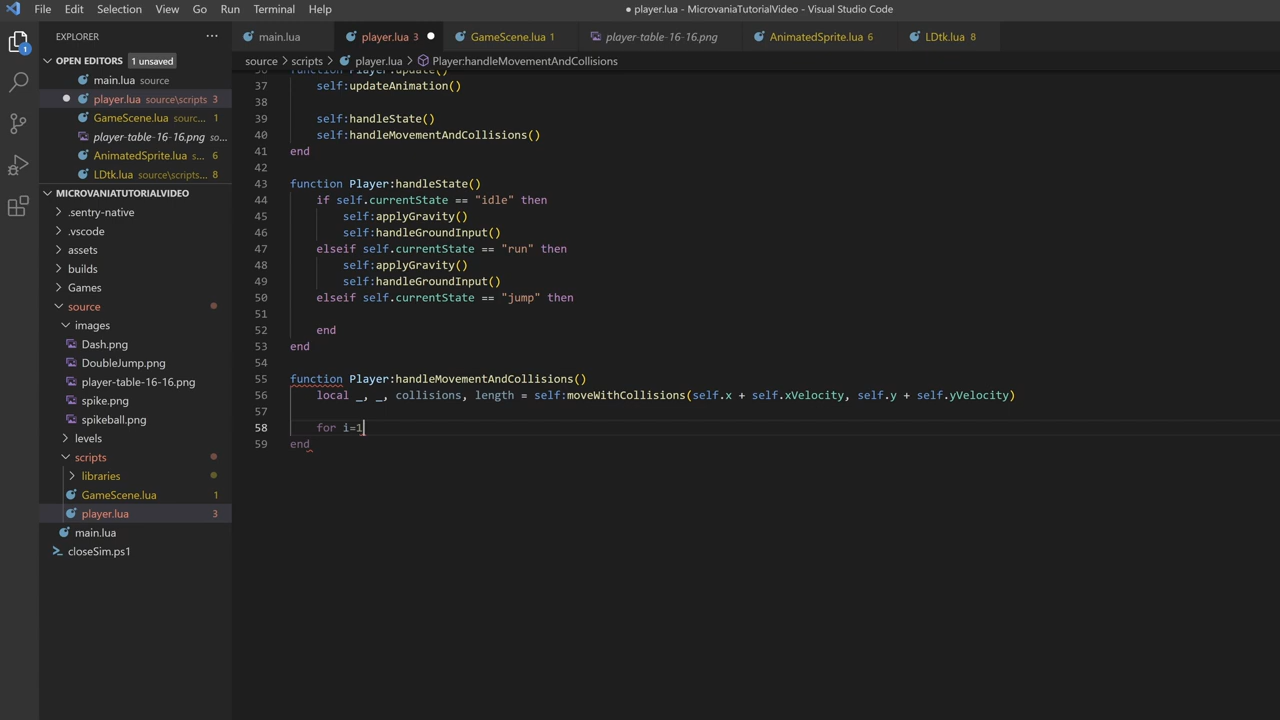 File Edit Selection View Go Run Terminal Help
● player.lua - MicrovaniaTutorialVideo - Visual Studio Code
EXPLORER ...
OPEN EDITORS 1 unsaved
main.lua source
player.lua source\scripts 3
GameScene.lua sourc... 1
player-table-16-16.png so...
AnimatedSprite.lua s... 6
LDtk.lua source\scripts... 8
MICROVANIATUTORIALVIDEO
.sentry-native
.vscode
assets
builds
Games
source
images
Dash.png
DoubleJump.png
player-table-16-16.png
spike.png
spikeball.png
levels
scripts
libraries
GameScene.lua 1
player.lua 3
main.lua
closeSim.ps1
1
main.lua player.lua 3 GameScene.lua 1 player-table-16-16.png AnimatedSprite.lua 6 LDtk.lua 8
source > scripts > player.lua > Player:handleMovementAndCollisions
36 function Player:update()
37 self:updateAnimation()
38
39 self:handleState()
40 self:handleMovementAndCollisions()
41 end
42
43 function Player:handleState()
44 if self.currentState == "idle" then
45 self:applyGravity()
46 self:handleGroundInput()
47 elseif self.currentState == "run" then
48 self:applyGravity()
49 self:handleGroundInput()
50 elseif self.currentState == "jump" then
51
52 end
53 end
54
55 function Player:handleMovementAndCollisions()
56 local _, _, collisions, length = self:moveWithCollisions(self.x + self.xVelocity, self.y + self.yVelocity)
57
58 for i=1
59 end